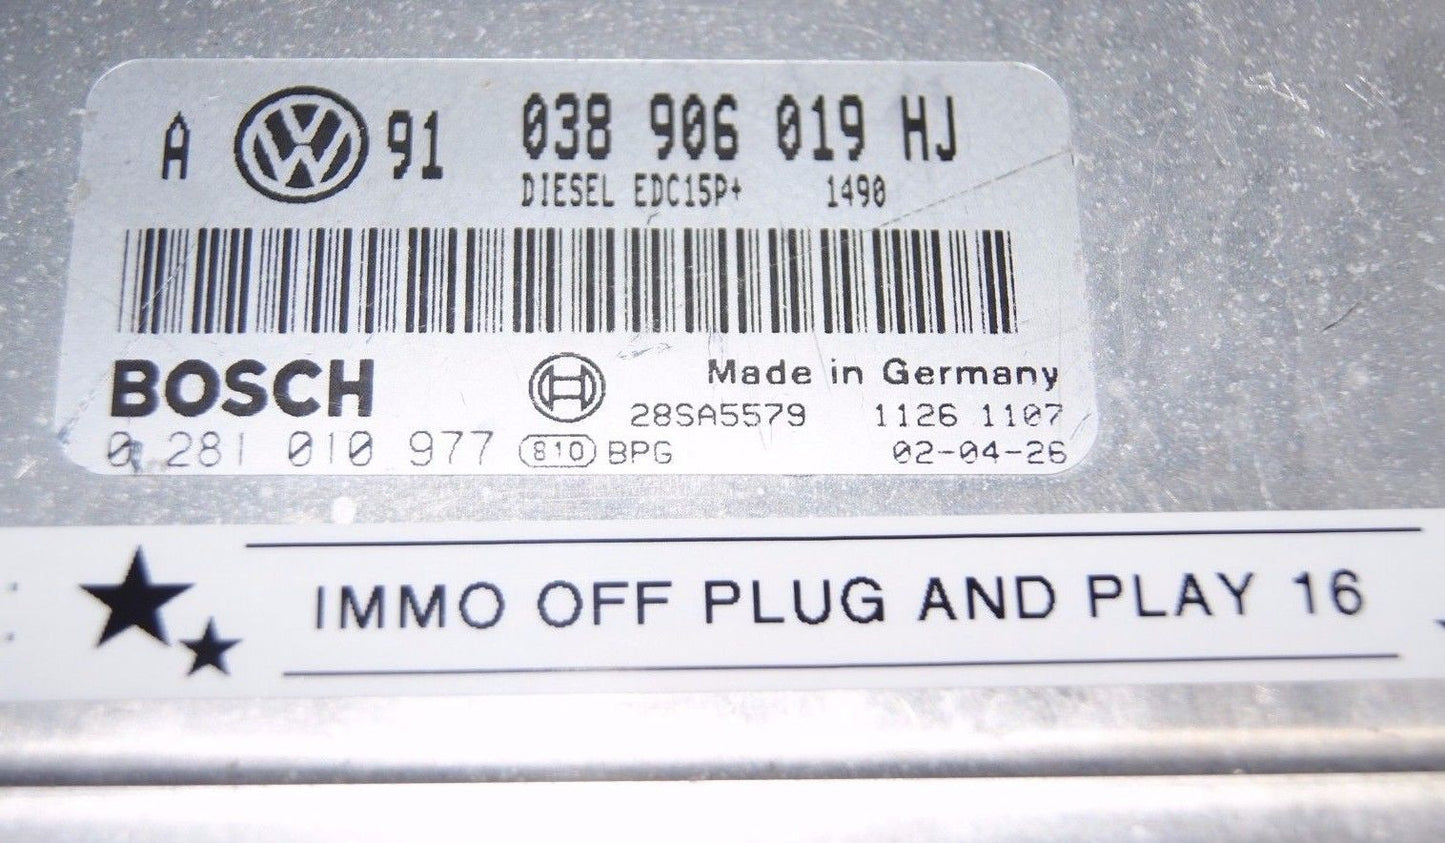 A VW 91 038 906 019 HJ
DIESEL EDC15P+ 1490
BOSCH
Made in Germany
28SA5579 1126 1107
0 281 010 977 810 BPG 02-04-26
IMMO OFF PLUG AND PLAY 16